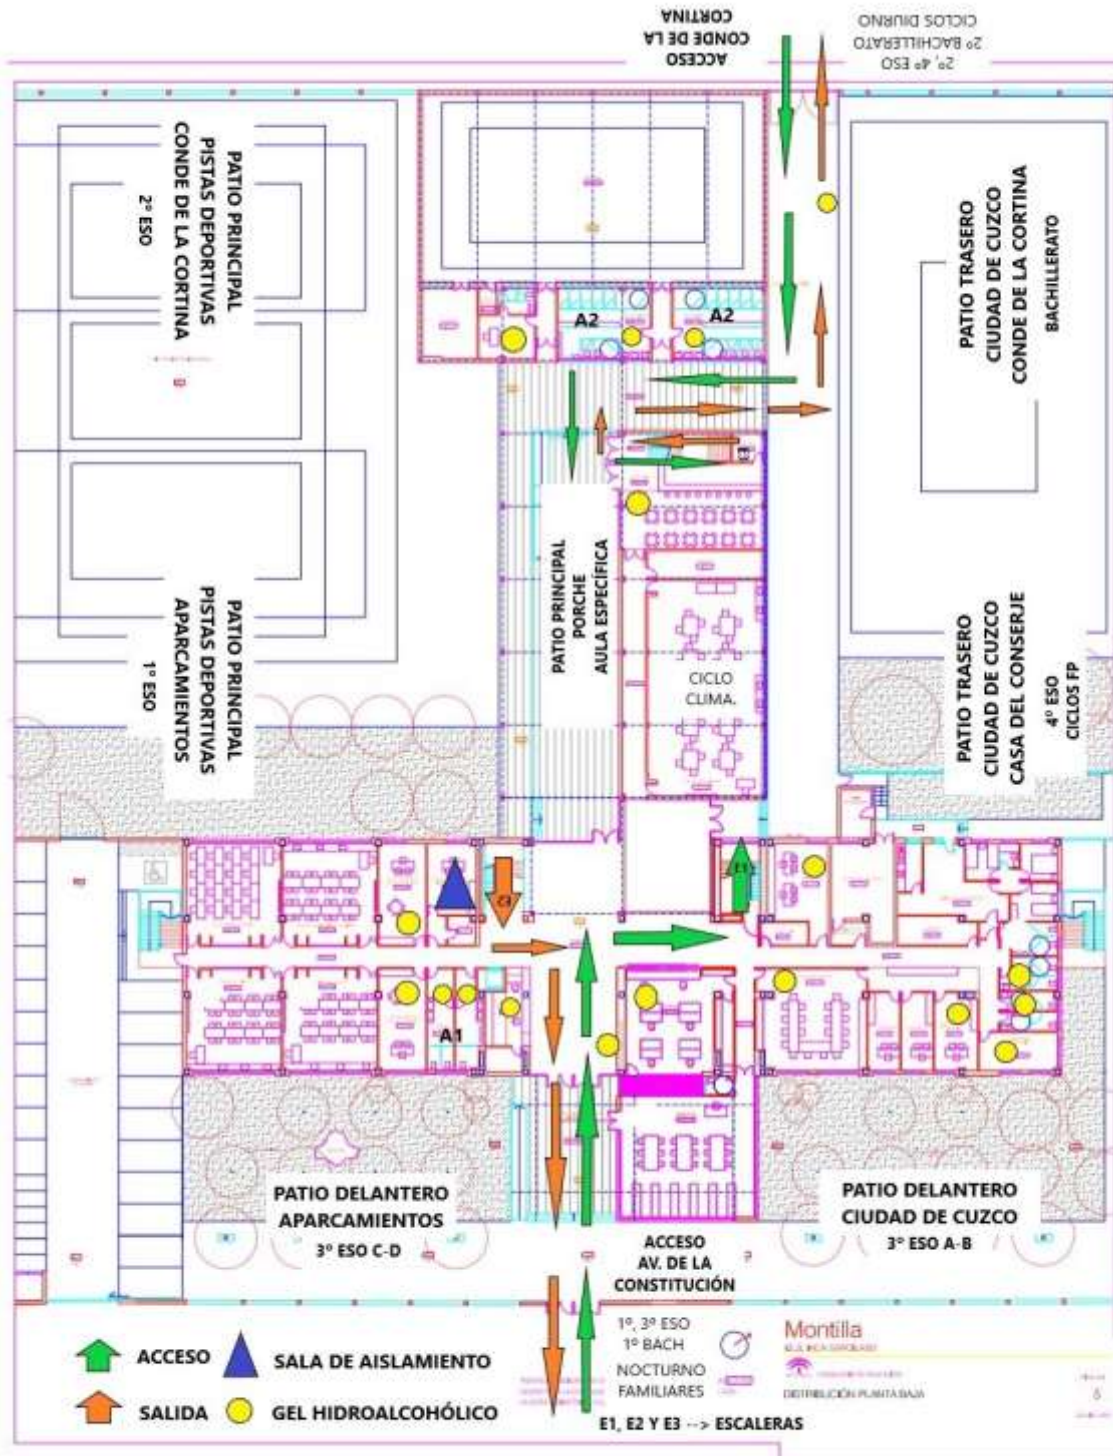 ACCESO
CONDE DE LA
CORTINA
2º, 4º ESO
2º BACHILLERATO
CICLOS DIURNO
PATIO PRINCIPAL
PISTAS DEPORTIVAS
CONDE DE LA CORTINA
2º ESO
PATIO TRASERO
CIUDAD DE CUZCO
CONDE DE LA CORTINA
BACHILLERATO
A2
A2
PATIO PRINCIPAL
PORCHE
AULA ESPECÍFICA
PATIO PRINCIPAL
PISTAS DEPORTIVAS
APARCAMIENTOS
1º ESO
CICLO
CLIMA.
PATIO TRASERO
CIUDAD DE CUZCO
CASA DEL CONSERJE
4º ESO
CICLOS FP
E1
A1
PATIO DELANTERO
APARCAMIENTOS
3º ESO C-D
PATIO DELANTERO
CIUDAD DE CUZCO
3º ESO A-B
ACCESO
AV. DE LA
CONSTITUCIÓN
1º, 3º ESO
1º BACH
NOCTURNO
FAMILIARES
ACCESO
SALA DE AISLAMIENTO
SALIDA
GEL HIDROALCOHÓLICO
E1, E2 Y E3 --> ESCALERAS
Montilla
DISTRIBUCIÓN PLANTA BAJA
6